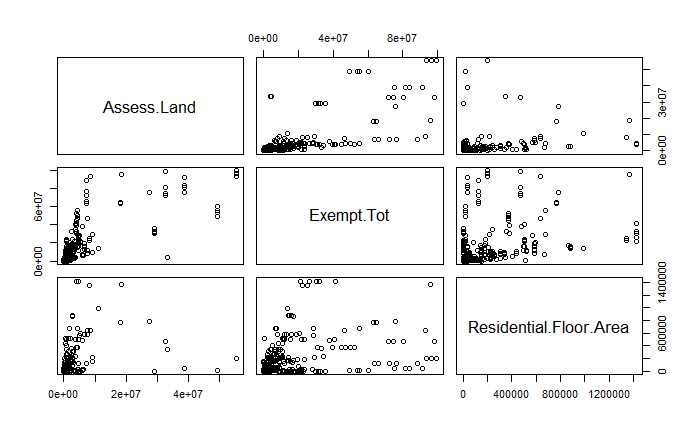 0e+00 4e+07 8e+07
Assess.Land
0e+00 3e+07
0e+00 6e+07
Exempt.Tot
Residential.Floor.Area
0 600000 1400000
0e+00 2e+07 4e+07
0 400000 800000 1200000